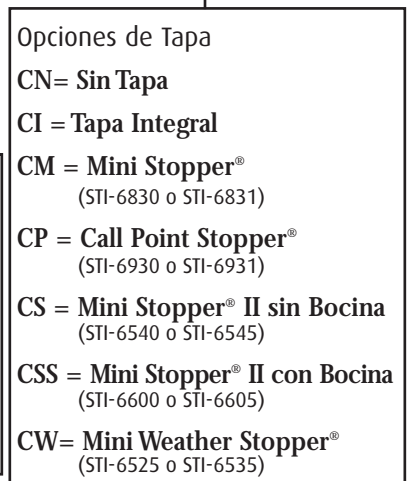 Opciones de Tapa
CN= Sin Tapa
CI = Tapa Integral
CM = Mini Stopper®
(STI-6830 o STI-6831)
CP = Call Point Stopper®
(STI-6930 o STI-6931)
CS = Mini Stopper® II sin Bocina
(STI-6540 o STI-6545)
CSS = Mini Stopper® II con Bocina
(STI-6600 o STI-6605)
CW= Mini Weather Stopper®
(STI-6525 o STI-6535)